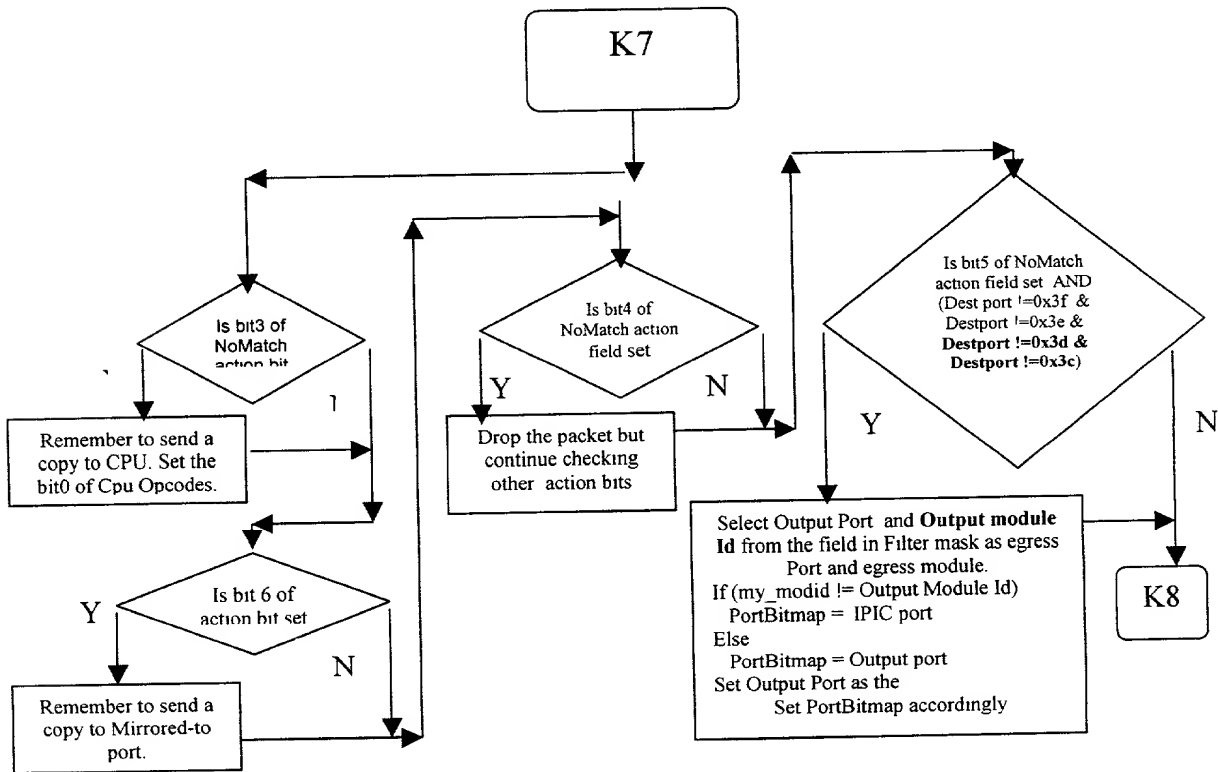 K7
Is bit3 of
NoMatch
action bit
Remember to send a
copy to CPU. Set the
bit0 of Cpu Opcodes.
Is bit 6 of
action bit set
Y
N
Remember to send a
copy to Mirrored-to
port.
Is bit4 of
NoMatch action
field set
Y
N
Drop the packet but
continue checking
other action bits
Is bit5 of NoMatch
action field set AND
(Dest port !=0x3f &
Destport !=0x3e &
Destport !=0x3d &
Destport !=0x3c)
Y
N
Select Output Port and Output module
Id from the field in Filter mask as egress
Port and egress module.
If (my_modid != Output Module Id)
PortBitmap = IPIC port
Else
PortBitmap = Output port
Set Output Port as the
Set PortBitmap accordingly
K8